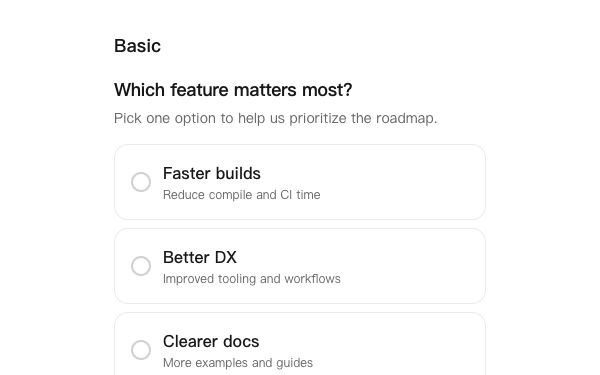 Basic
Which feature matters most?
Pick one option to help us prioritize the roadmap.
Faster builds
Reduce compile and CI time
Better DX
Improved tooling and workflows
Clearer docs
More examples and guides